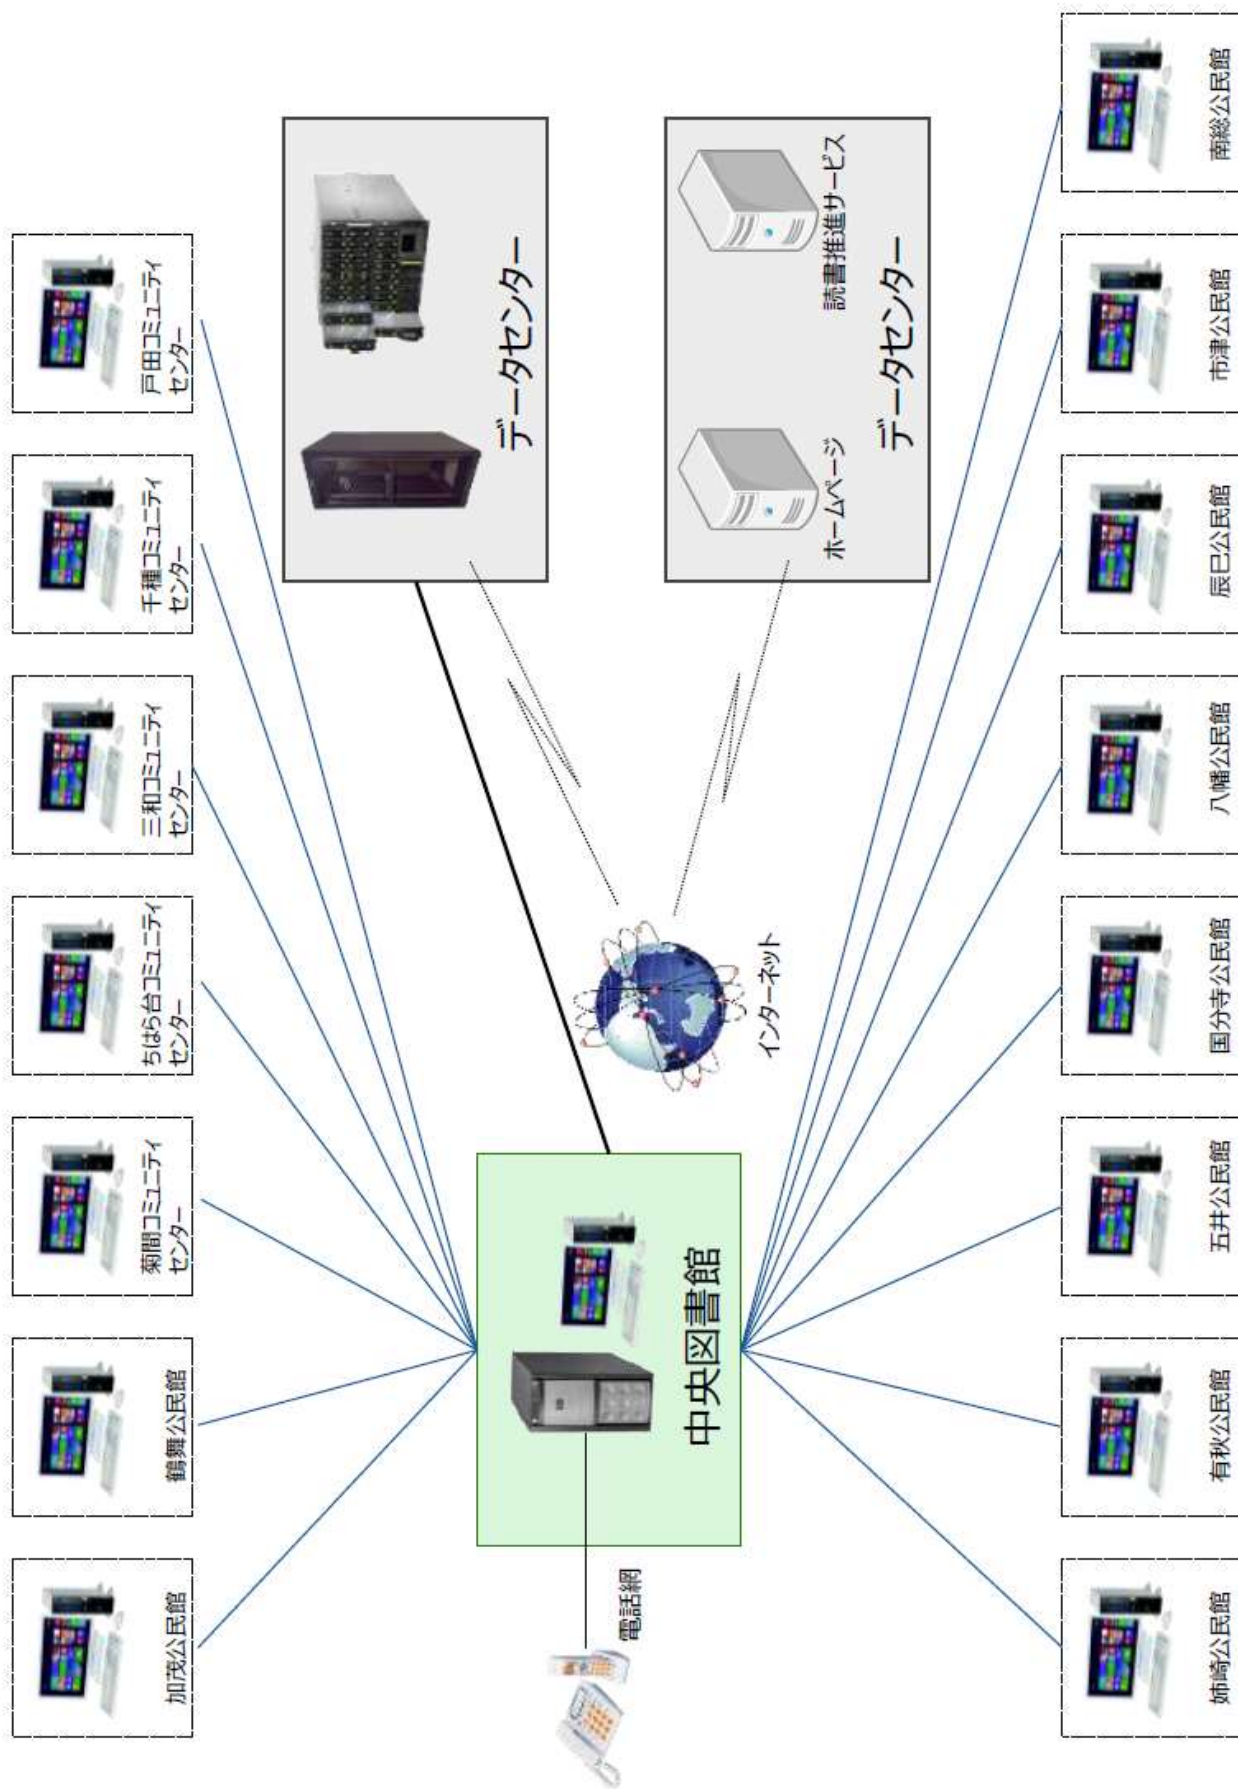 加茂公民館
鶴舞公民館
菊間コミュニティ
センター
ちはら台コミュニティ
センター
三和コミュニティ
センター
千種コミュニティ
センター
戸田コミュニティ
センター
データセンター
電話網
中央図書館
インターネット
ホームページ
読書推進サービス
データセンター
姉崎公民館
有秋公民館
五井公民館
国分寺公民館
八幡公民館
辰巳公民館
市津公民館
南総公民館